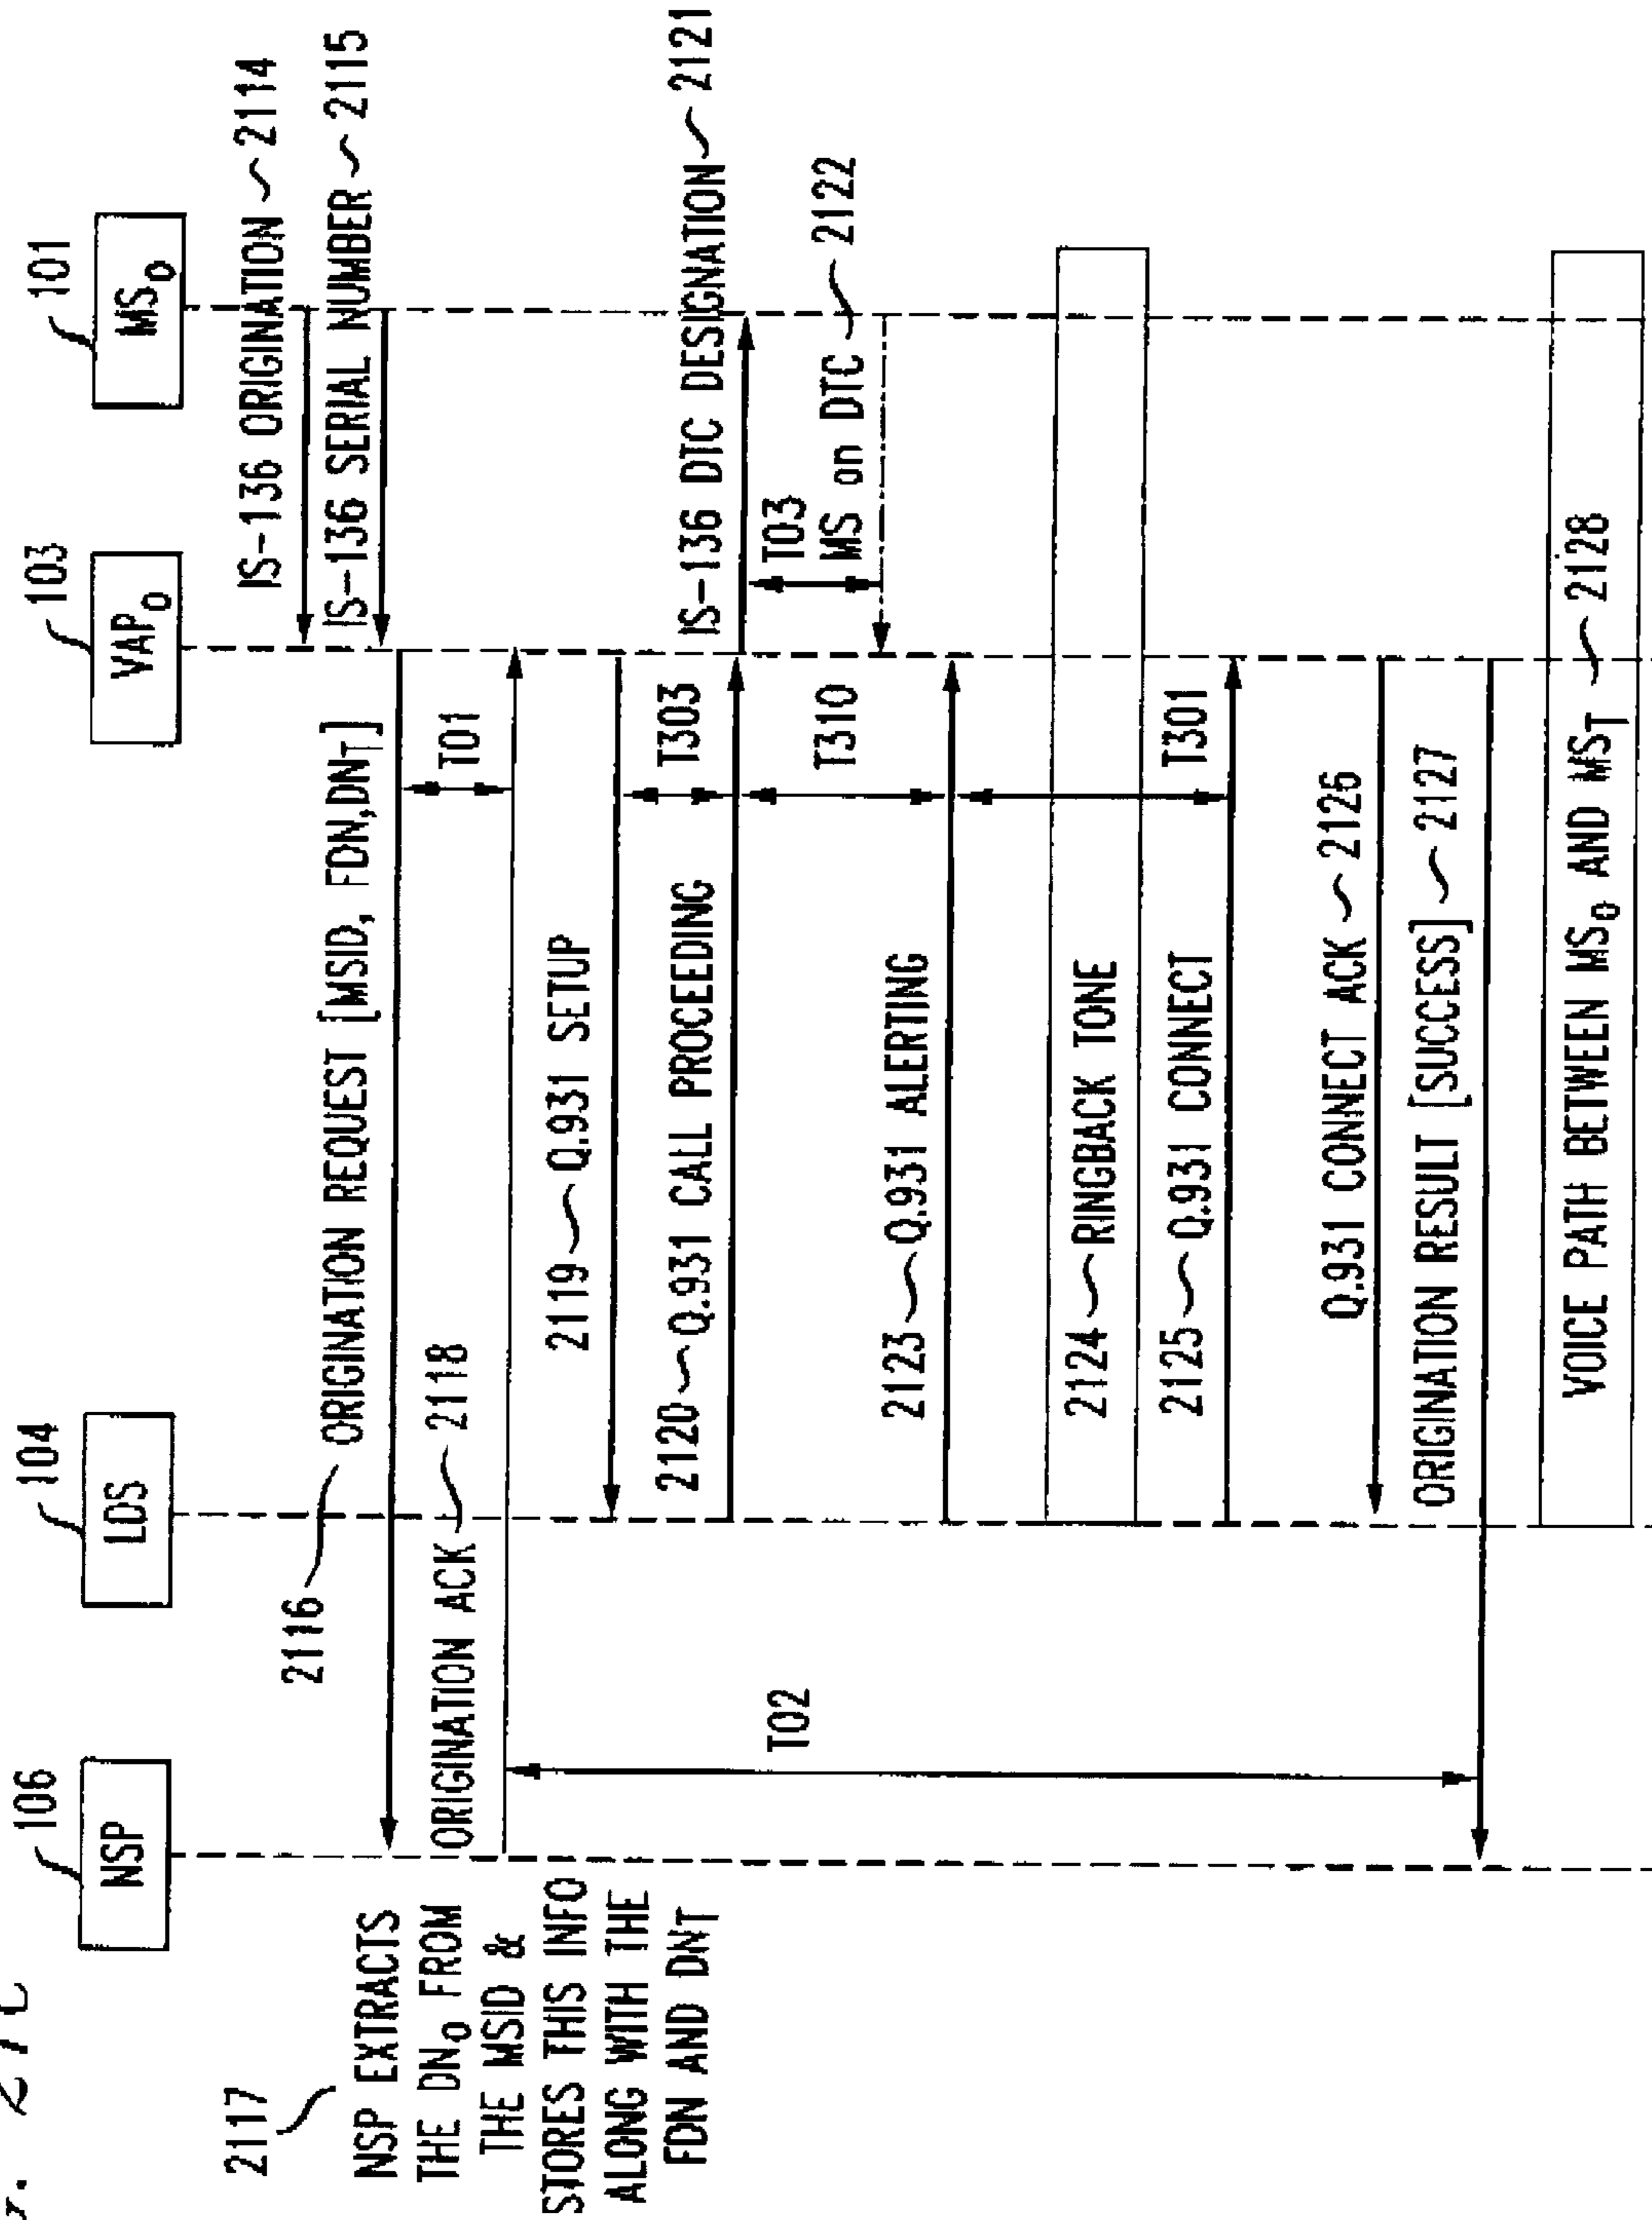 106
NSP
104
LDS
103
VAP0
101
MS0
2117
NSP EXTRACTS
THE DN0 FROM
THE MSID &
STORES THIS INFO
ALONG WITH THE
FDN AND DNT
IS-136 ORIGINATION 2114
IS-136 SERIAL NUMBER 2115
2116 ORIGINATION REQUEST [MSID, FDN,DNT]
T01
ORIGINATION ACK 2118
2119 Q.931 SETUP
T303
2120 Q.931 CALL PROCEEDING
IS-136 DTC DESIGNATION 2121
T03
MS on DTC 2122
T310
T02
2123 Q.931 ALERTING
2124 RINGBACK TONE
T301
2125 Q.931 CONNECT
Q.931 CONNECT ACK 2126
ORIGINATION RESULT [SUCCESS] 2127
VOICE PATH BETWEEN MS0 AND MST 2128